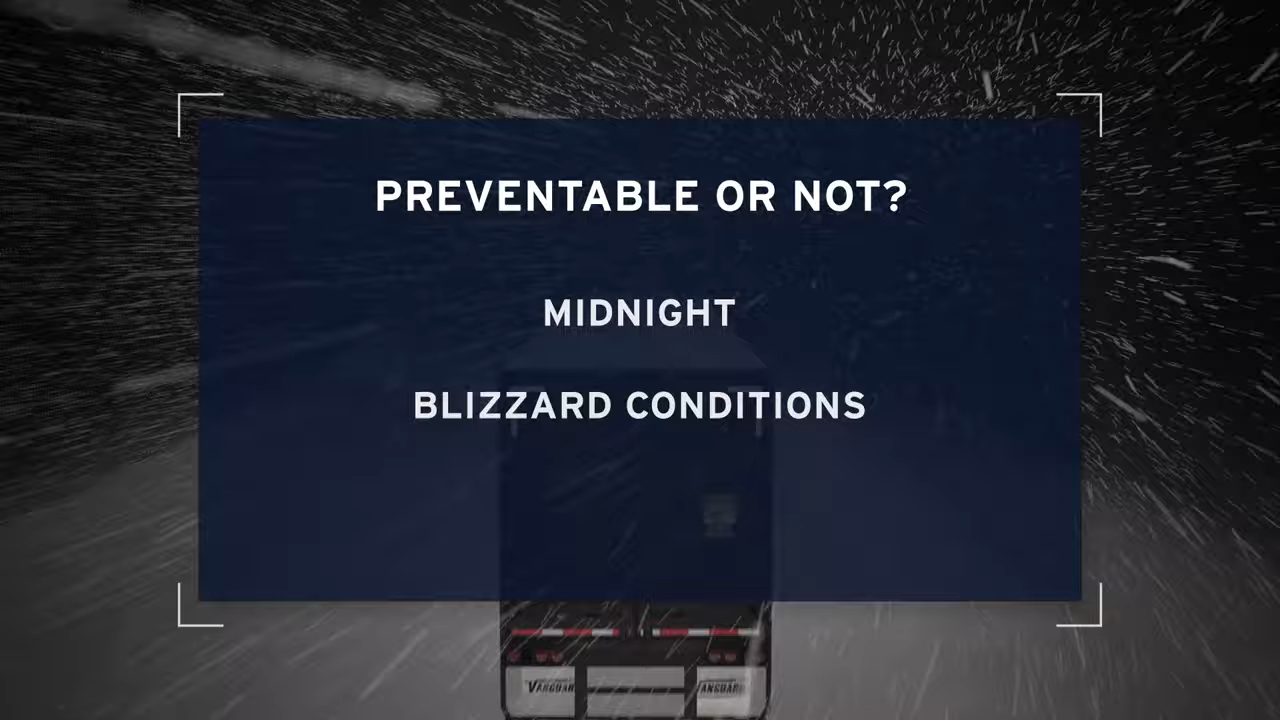 PREVENTABLE OR NOT?
MIDNIGHT
BLIZZARD CONDITIONS
VANGUARD
VANGUARD